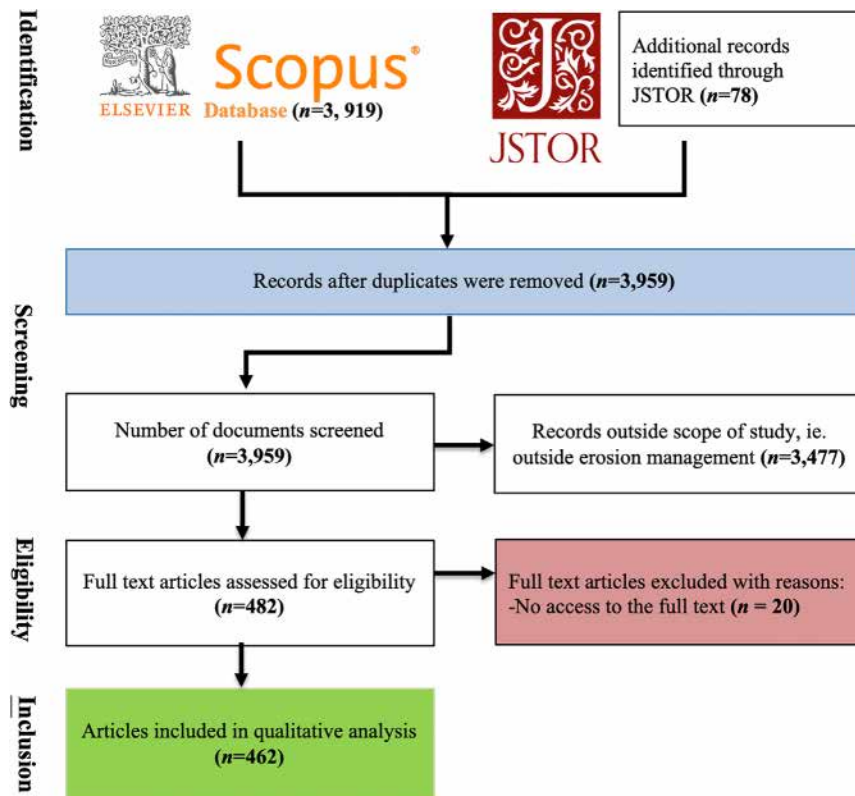 Identification
ELSEVIER
Scopus®
Database (n=3, 919)
J
JSTOR
Additional records
identified through
JSTOR (n=78)
Records after duplicates were removed (n=3,959)
Screening
Number of documents screened
(n=3,959)
Records outside scope of study, ie.
outside erosion management (n=3,477)
Eligibility
Full text articles assessed for eligibility
(n=482)
Full text articles excluded with reasons:
-No access to the full text (n = 20)
Inclusion
Articles included in qualitative analysis
(n=462)